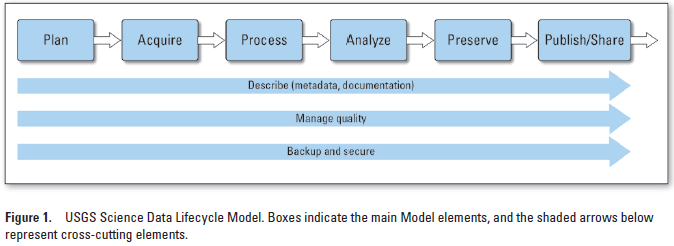 Plan Acquire Process Analyze Preserve Publish/Share
Describe (metadata, documentation)
Manage quality
Backup and secure
Figure 1. USGS Science Data Lifecycle Model. Boxes indicate the main Model elements, and the shaded arrows below
represent cross-cutting elements.